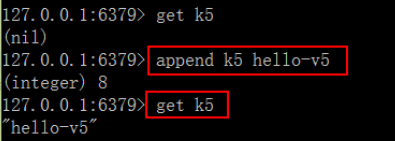 127.0.0.1:6379> get k5
(nil)
127.0.0.1:6379> append k5 hello-v5
(integer) 8
127.0.0.1:6379> get k5
"hello-v5"